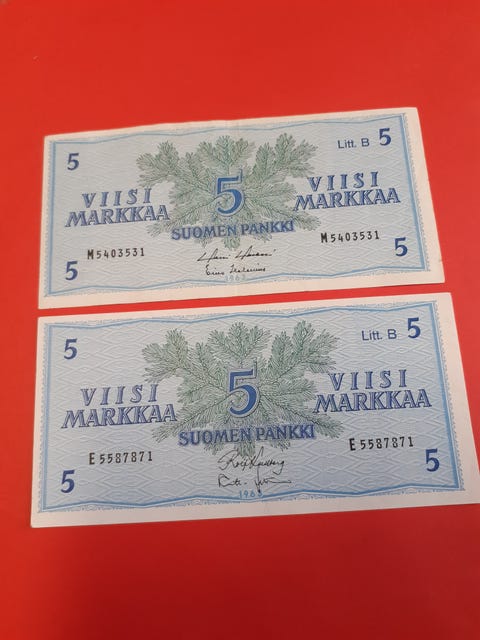 5 Litt. B 5
5
VIISI VIISI
MARKKAA MARKKAA
SUOMEN PANKKI
M5403531 M5403531
5 5
1963
5 Litt. B 5
5
VIISI VIISI
MARKKAA MARKKAA
SUOMEN PANKKI
E5587871 E5587871
5 5